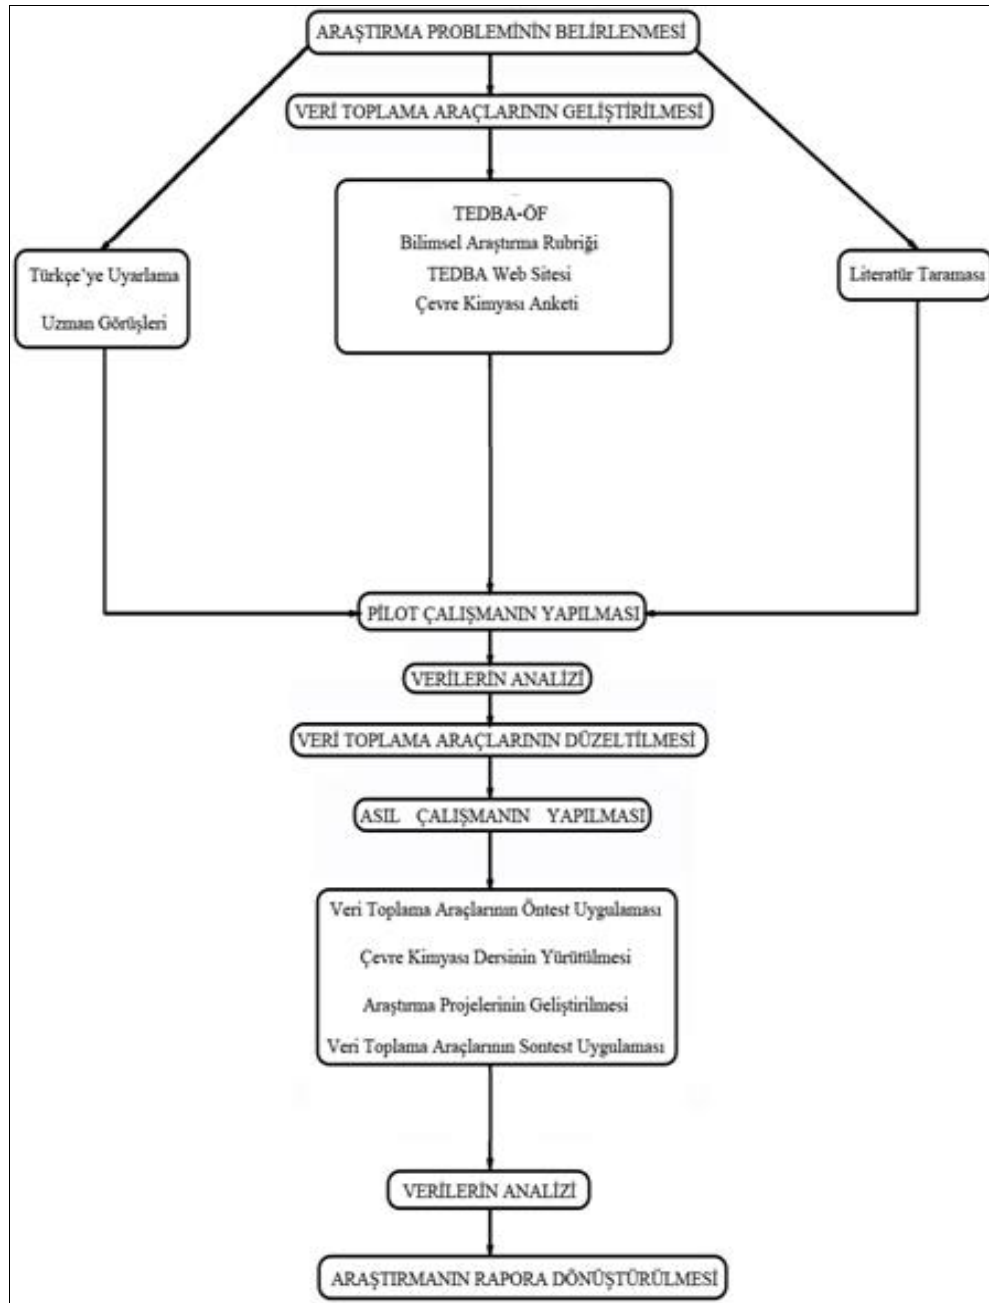 ARAŞTIRMA PROBLEMİNİN BELİRLENMESİ
VERİ TOPLAMA ARAÇLARININ GELİŞTİRİLMESİ
TEDBA-ÖF
Bilimsel Araştırma Rubriği
TEDBA Web Sitesi
Çevre Kimyası Anketi
Türkçe'ye Uyarlama
Uzman Görüşleri
Literatür Taraması
PİLOT ÇALIŞMANIN YAPILMASI
VERİLERİN ANALİZİ
VERİ TOPLAMA ARAÇLARININ DÜZELTİLMESİ
ASIL ÇALIŞMANIN YAPILMASI
Veri Toplama Araçlarının Öntest Uygulaması
Çevre Kimyası Dersinin Yürütülmesi
Araştırma Projelerinin Geliştirilmesi
Veri Toplama Araçlarının Sontest Uygulaması
VERİLERİN ANALİZİ
ARAŞTIRMANIN RAPORA DÖNÜŞTÜRÜLMESİ